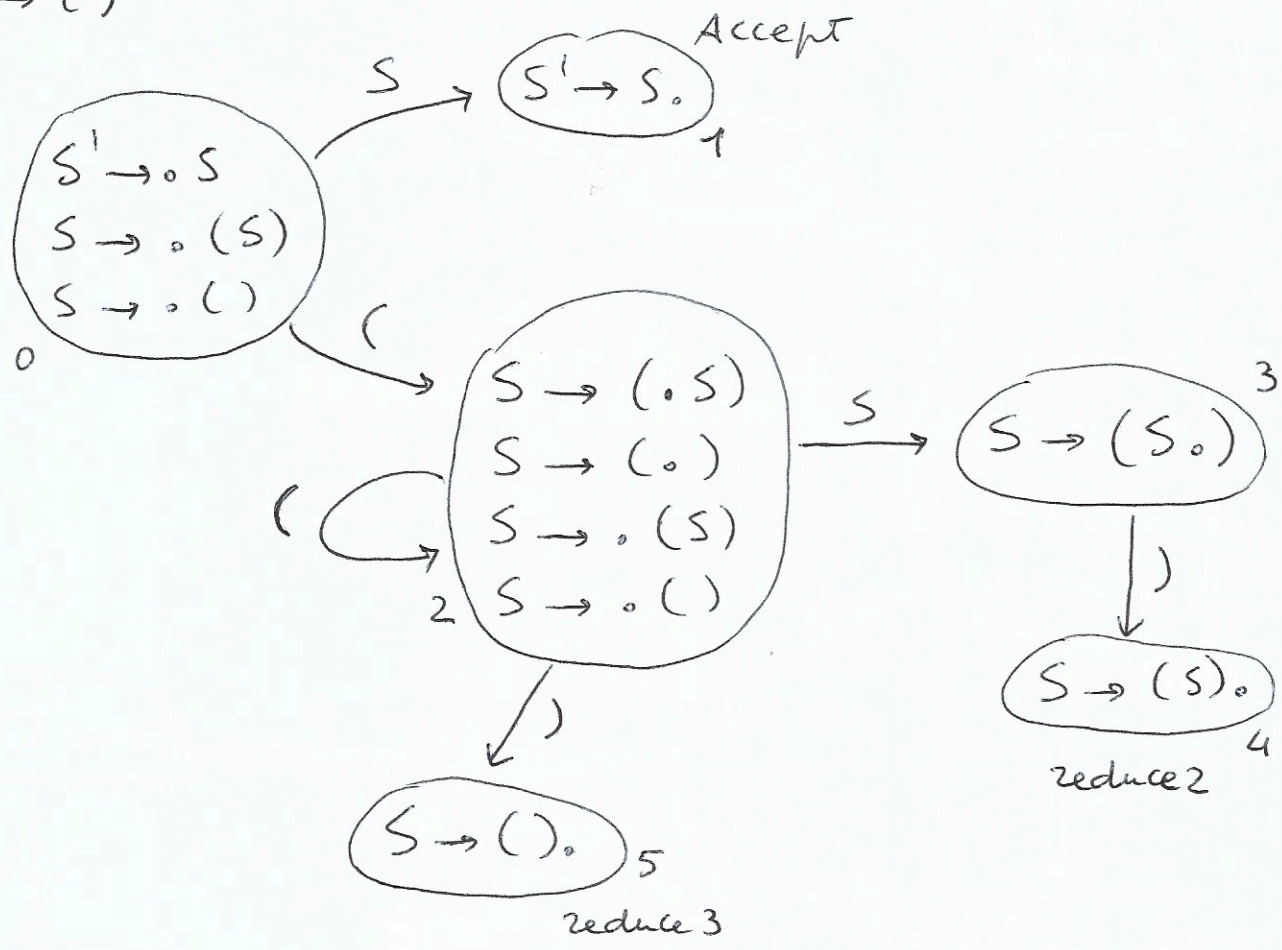 → ( )
Accept
S
S' → S.
1
S' → . S
S → . (S)
S → . ( )
0
(
S → (. S)
S → (. )
S → . (S)
S → . ( )
2
(
S
3
S → (S . )
)
S → (S) .
4
reduce 2
)
S → ( ) .
5
reduce 3